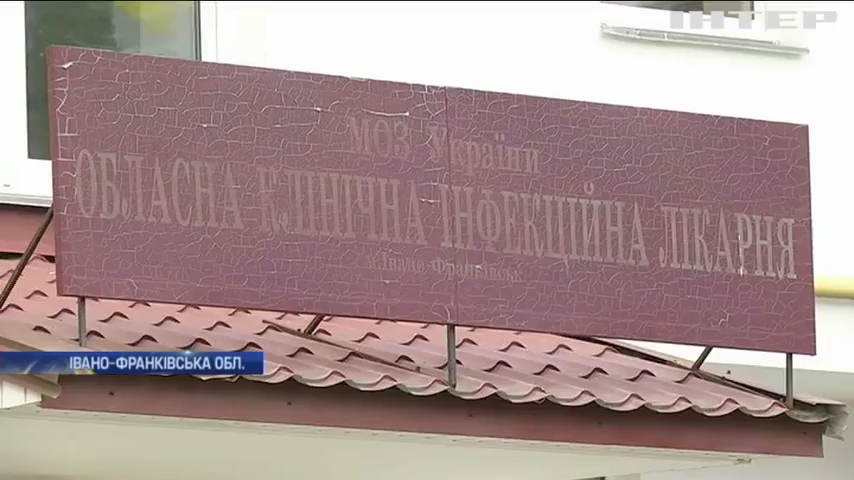 ІНТЕР
МОЗ України
ОБЛАСНА КЛІНІЧНА ІНФЕКЦІЙНА ЛІКАРНЯ
м.Івано-Франківськ
ІВАНО-ФРАНКІВСЬКА ОБЛ.